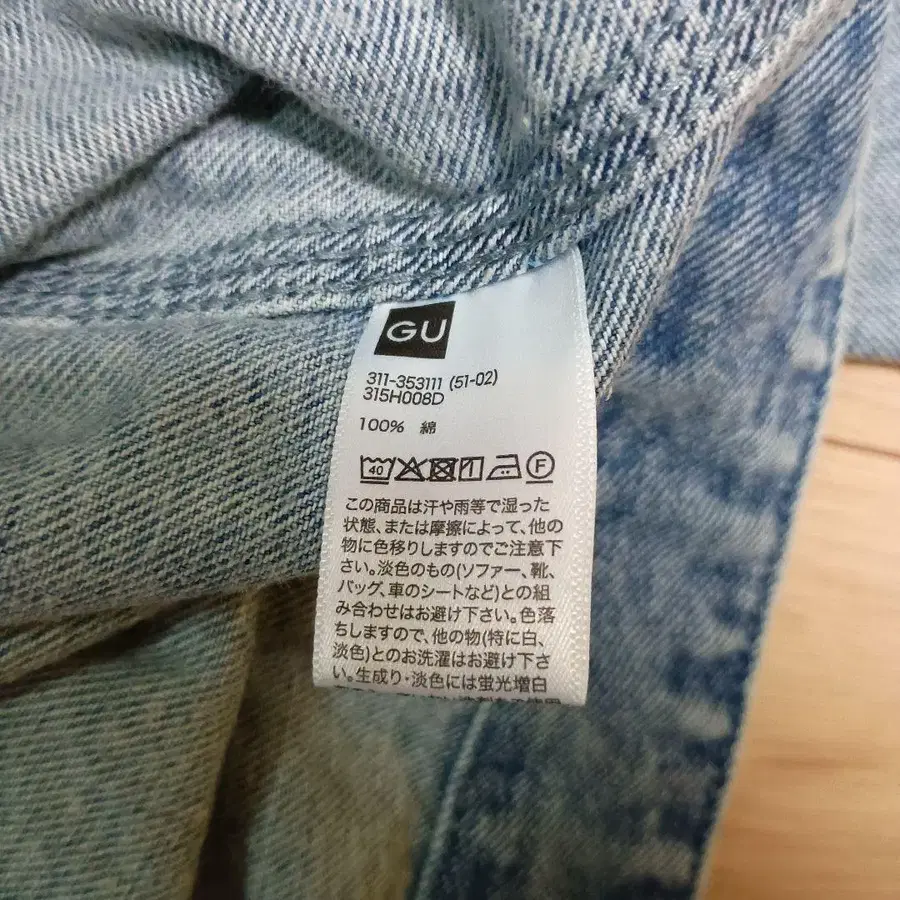 GU
311-353111 (51-02)
315H008D
100% 綿
40 F
この商品は汗や雨等で湿った
状態、または摩擦によって、他の
物に色移りしますのでご注意下
さい。淡色のもの(ソファー、靴、
バッグ、車のシートなど)との組
み合わせはお避け下さい。色落
ちしますので、他の物(特に白、
淡色)とのお洗濯はお避け下さ
い。生成り・淡色には蛍光増白